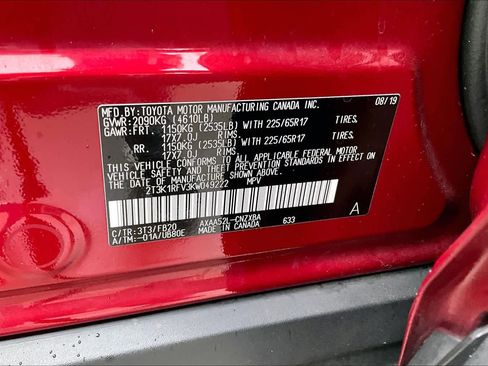 MFD.BY: TOYOTA MOTOR MANUFACTURING CANADA INC. 08/19
GVWR: 2090KG (4610LB)
GAWR: FRT. 1150KG (2535LB) WITH 225/65R17 TIRES,
17X7.0J RIMS,
RR. 1150KG (2535LB) WITH 225/65R17 TIRES,
17X7.0J RIMS,
THIS VEHICLE CONFORMS TO ALL APPLICABLE FEDERAL MOTOR
VEHICLE SAFETY, BUMPER, AND THEFT PREVENTION STANDARDS
IN EFFECT ON THE DATE OF MANUFACTURE SHOWN ABOVE.
2T3K1RFV3KW049222 MPV
C/TR: 3T3/FB20 AXAA52L-CNZXBA 633 A
A/TM: -01A/UB80E MADE IN CANADA